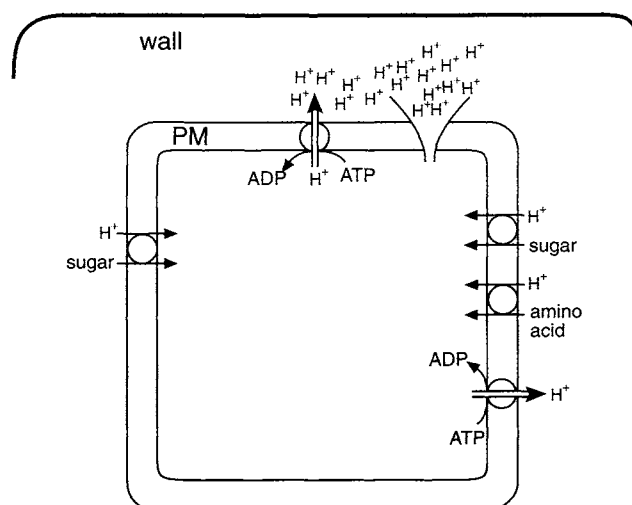 wall
H⁺ H⁺ H⁺ H⁺
H⁺H⁺ H⁺ H⁺ H⁺ H⁺
H⁺ H⁺ H⁺ H⁺ H⁺H⁺
H⁺H⁺
PM
ADP H⁺ ATP
H⁺
sugar
H⁺
sugar
H⁺
amino
acid
ADP
H⁺
ATP